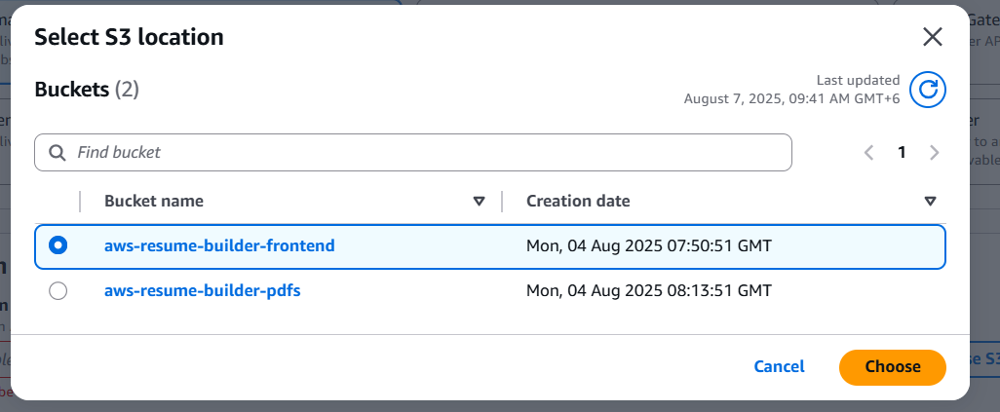 Select S3 location
Buckets (2)
Last updated
August 7, 2025, 09:41 AM GMT+6
Find bucket
1
Bucket name
Creation date
aws-resume-builder-frontend
Mon, 04 Aug 2025 07:50:51 GMT
aws-resume-builder-pdfs
Mon, 04 Aug 2025 08:13:51 GMT
Cancel
Choose